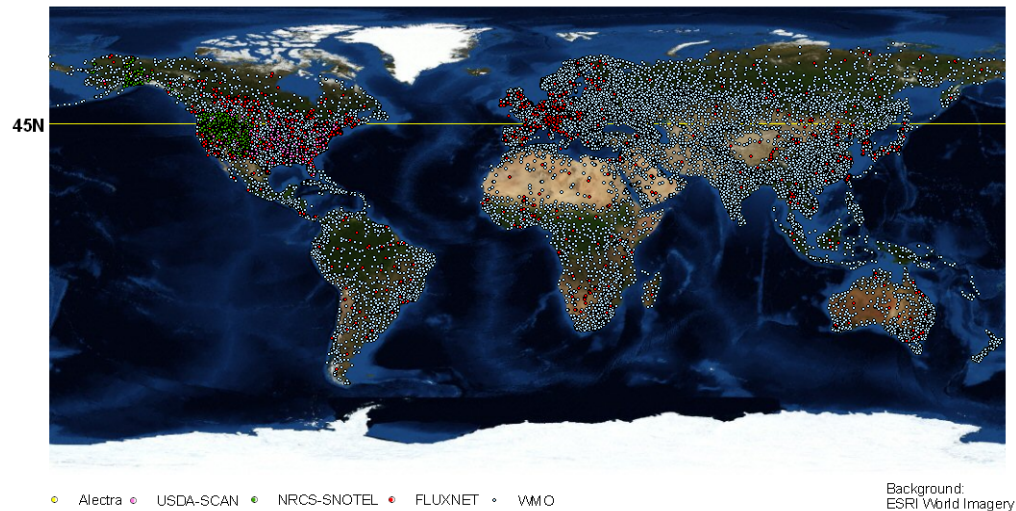 45N
Alectra USDA-SCAN NRCS-SNOTEL FLUXNET WMO
Background:
ESRI World Imagery